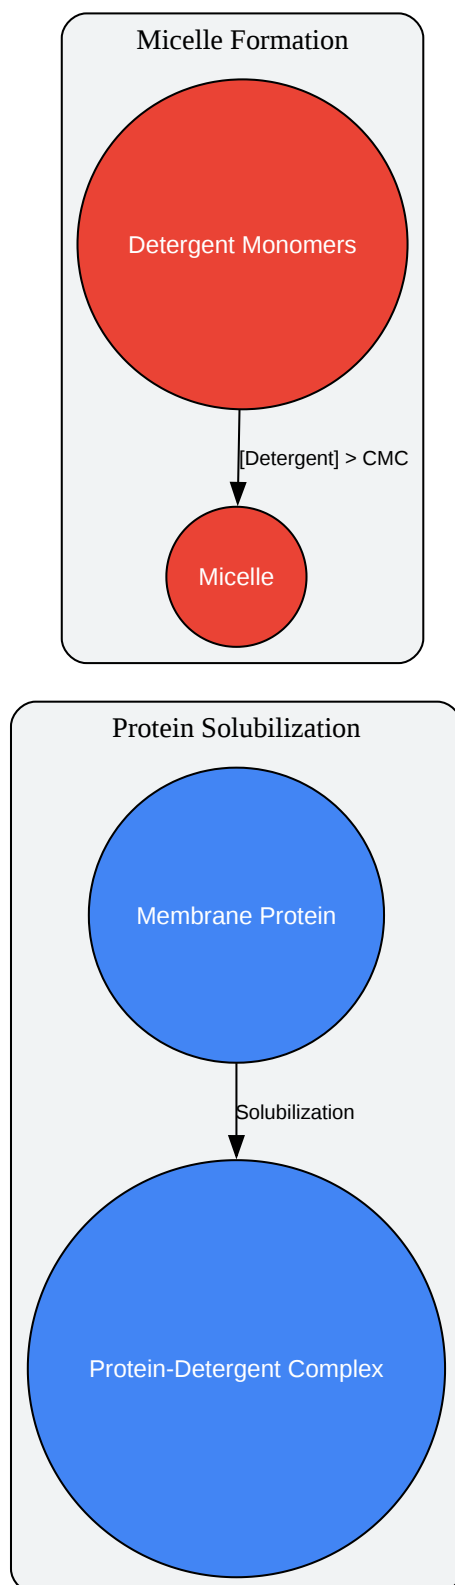 Micelle Formation
Detergent Monomers
[Detergent] > CMC
Micelle
Protein Solubilization
Membrane Protein
Solubilization
Protein-Detergent Complex